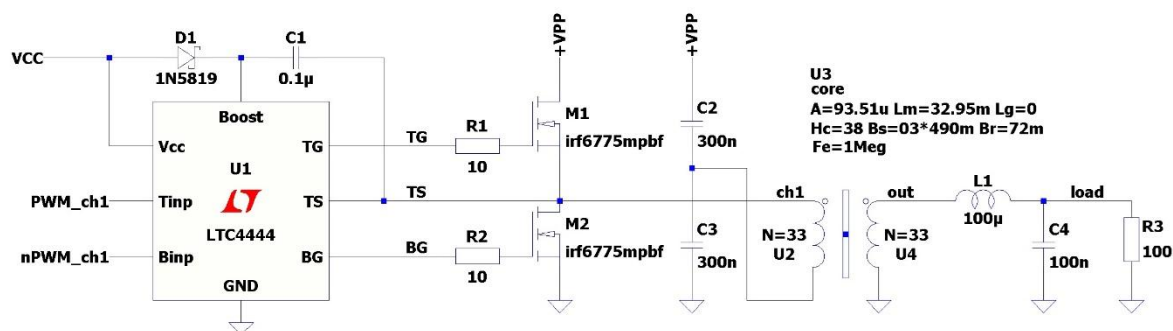 VCC
D1
1N5819
C1
0.1µ
Boost
Vcc
U1
LTC4444
Tinp
Binp
TG
TS
BG
GND
PWM_ch1
nPWM_ch1
TG
R1
10
TS
BG
R2
10
+VPP
M1
irf6775mpbf
M2
irf6775mpbf
+VPP
C2
300n
C3
300n
ch1
N=33
U2
U3
core
A=93.51u Lm=32.95m Lg=0
Hc=38 Bs=03*490m Br=72m
Fe=1Meg
out
N=33
U4
L1
100µ
load
C4
100n
R3
100